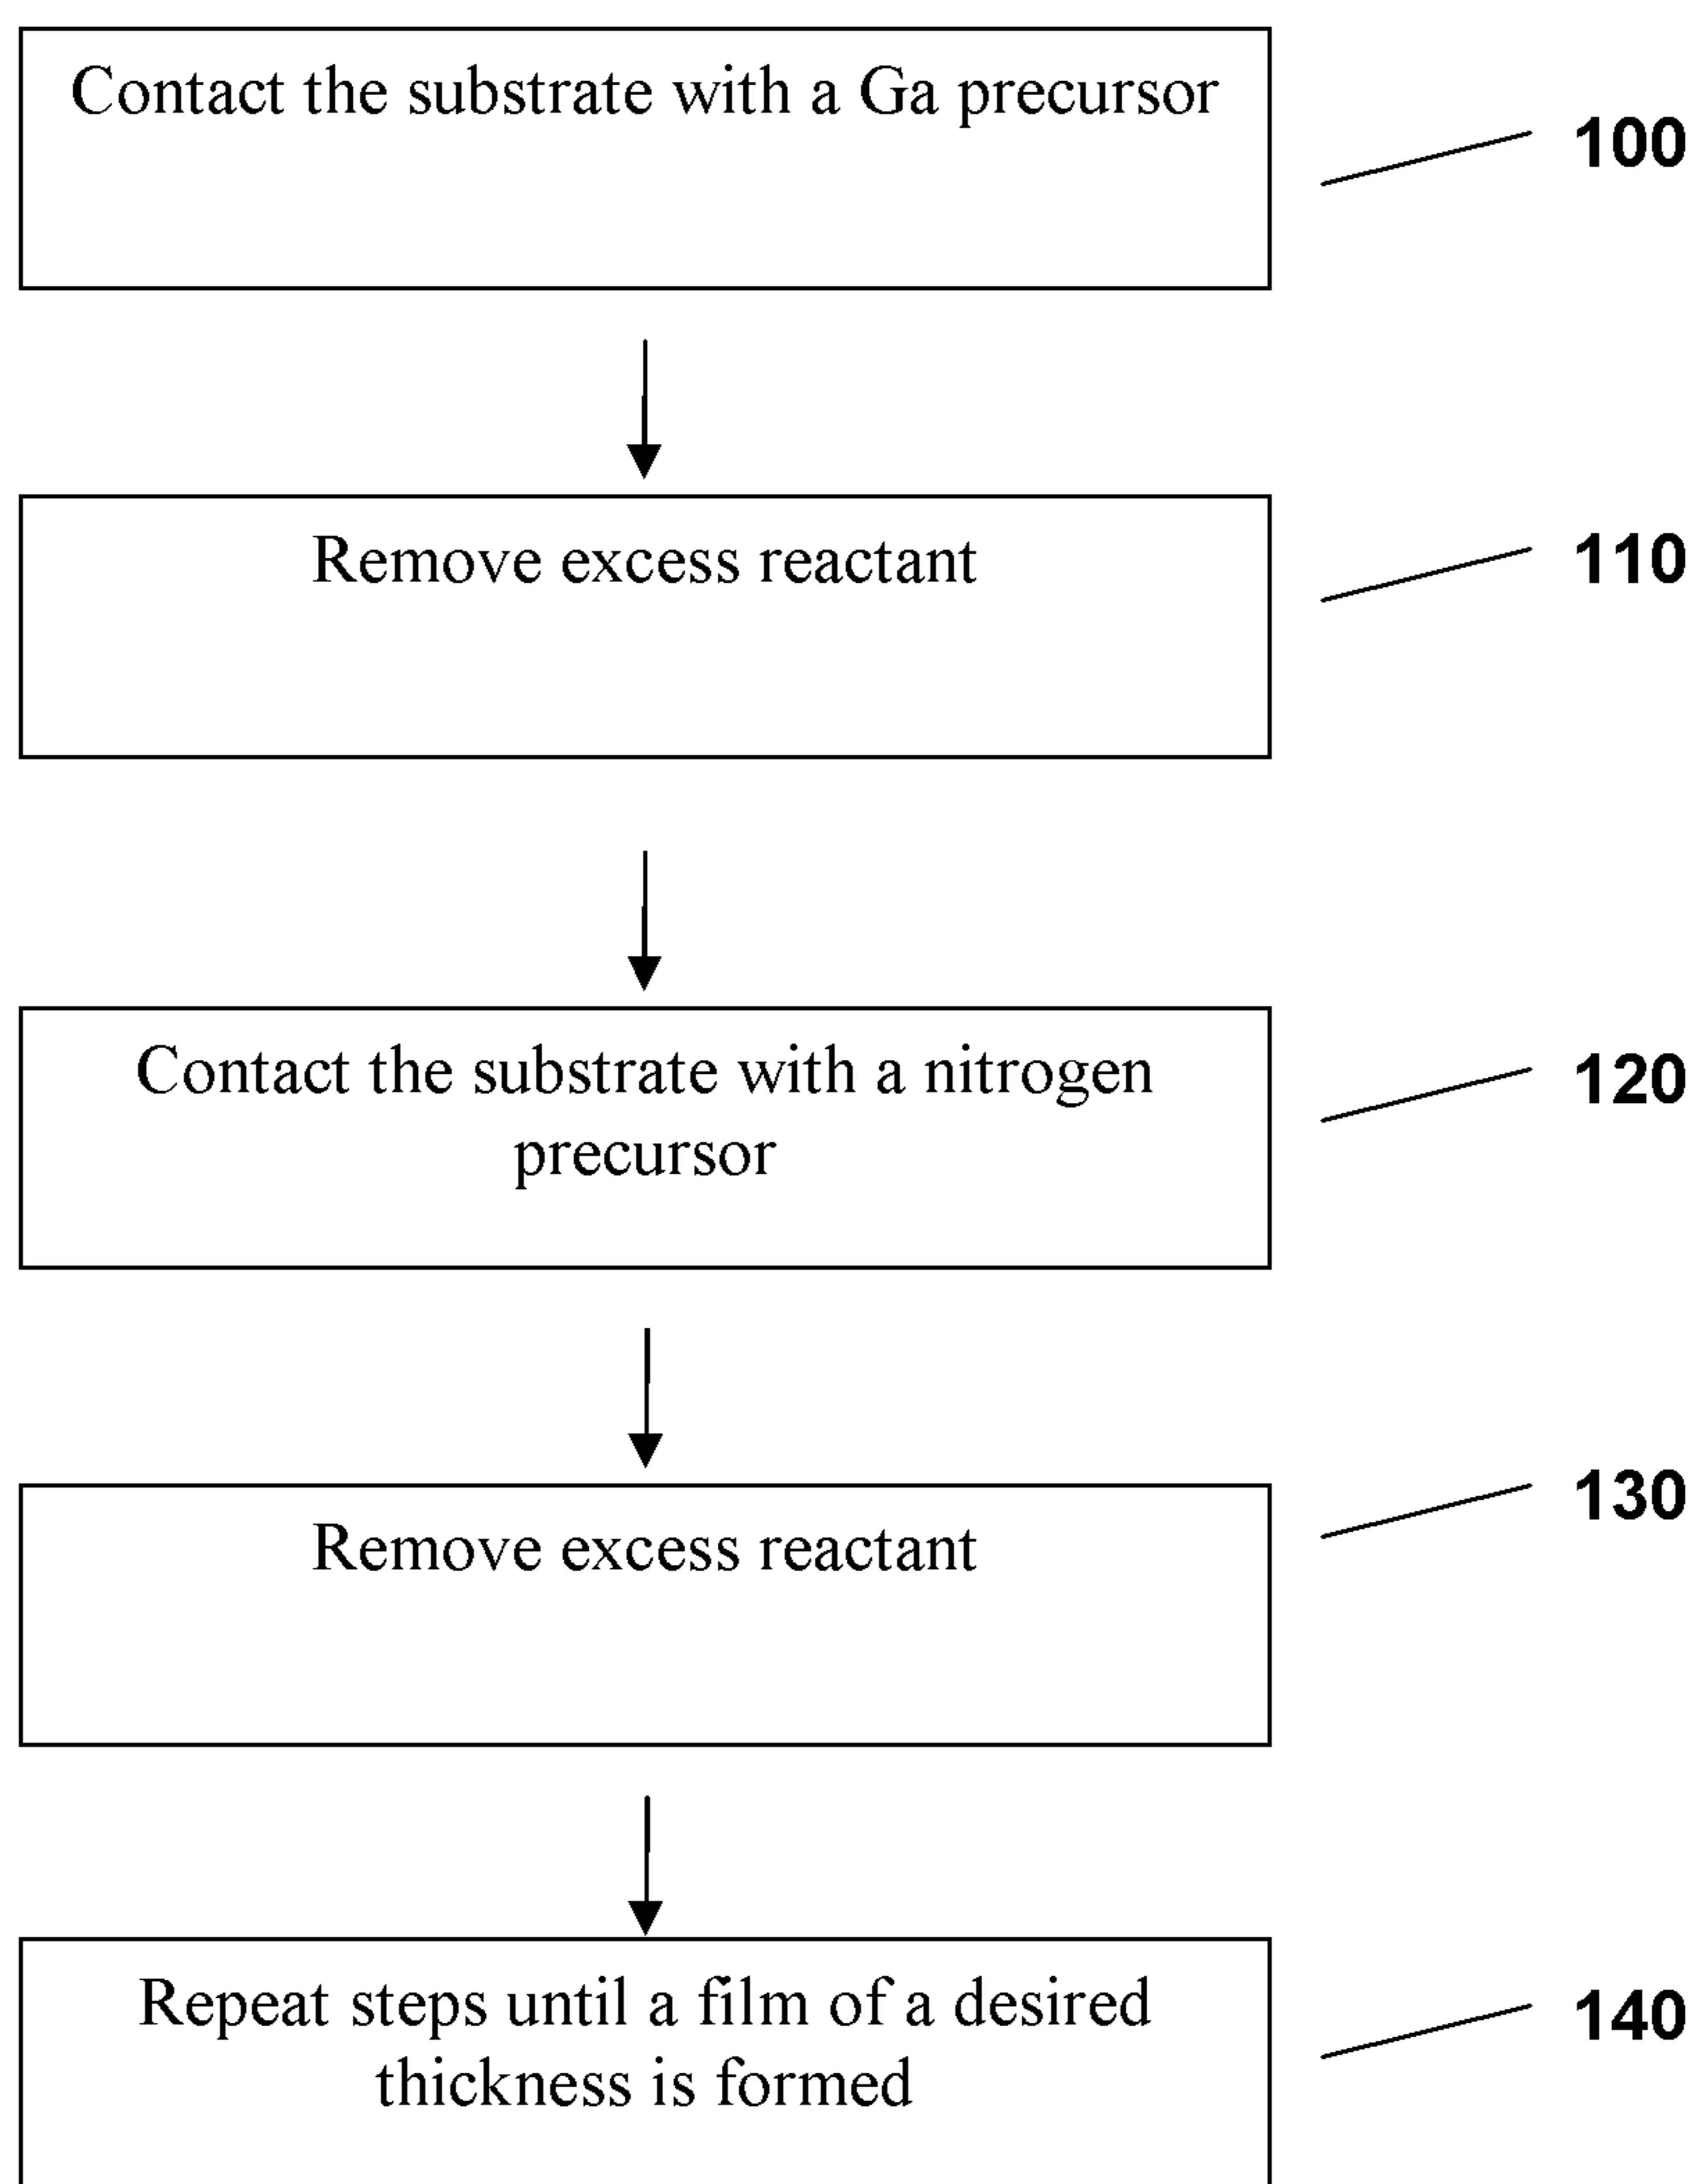 Contact the substrate with a Ga precursor
100
Remove excess reactant
110
Contact the substrate with a nitrogen
precursor
120
Remove excess reactant
130
Repeat steps until a film of a desired
thickness is formed
140